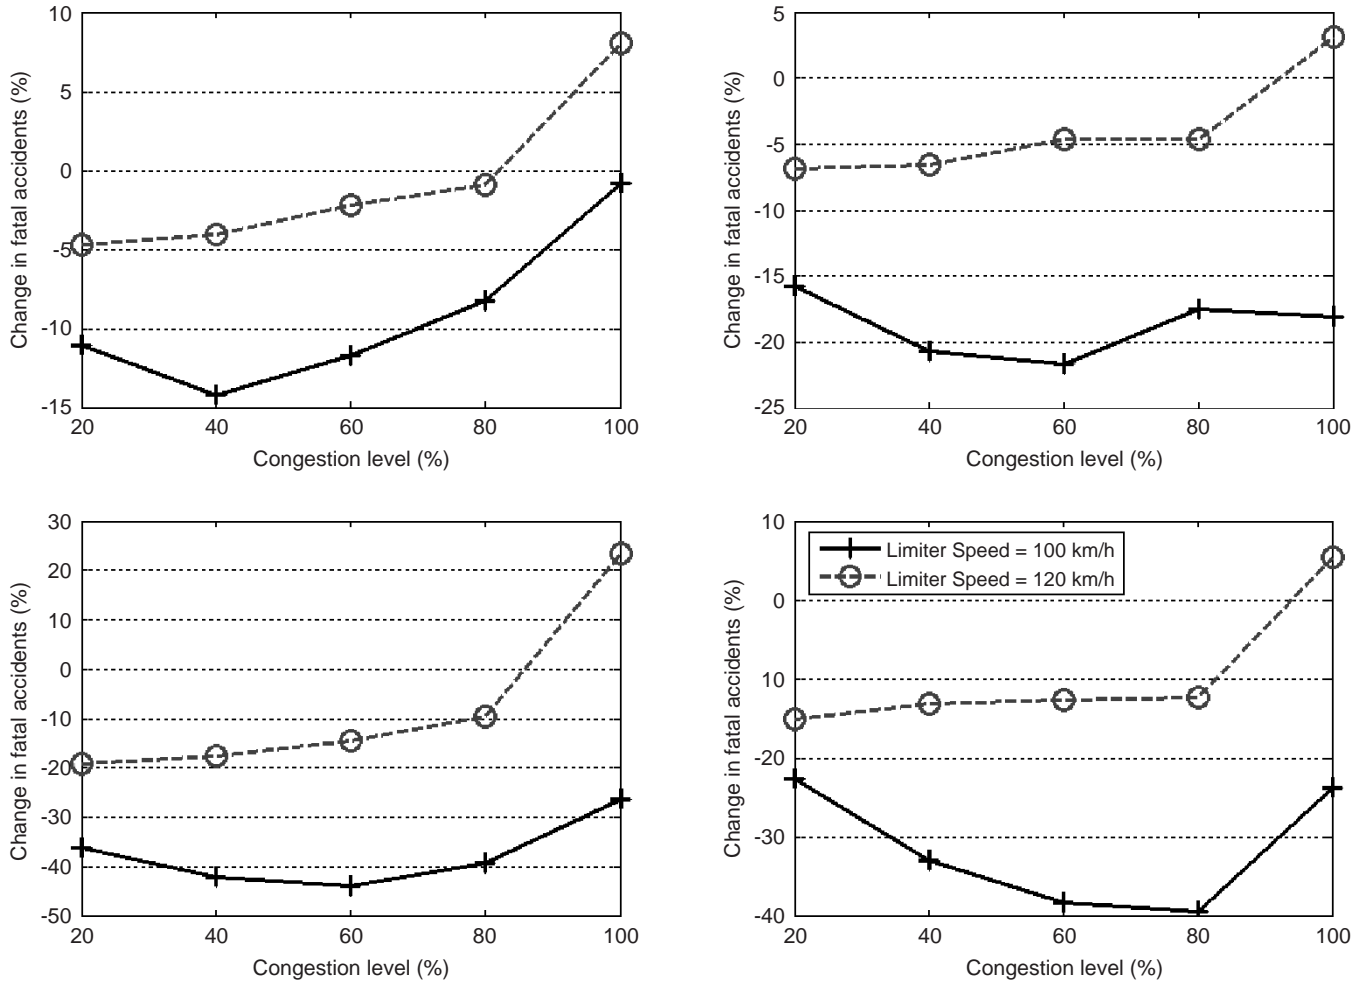 10
5
0
-5
-10
-15
20 40 60 80 100
Congestion level (%)
Change in fatal accidents (%)
5
0
-5
-10
-15
-20
-25
20 40 60 80 100
Congestion level (%)
Change in fatal accidents (%)
30
20
10
0
-10
-20
-30
-40
-50
20 40 60 80 100
Congestion level (%)
Change in fatal accidents (%)
10
0
10
-20
-30
-40
20 40 60 80 100
Congestion level (%)
Change in fatal accidents (%)
Limiter Speed = 100 km/h
Limiter Speed = 120 km/h